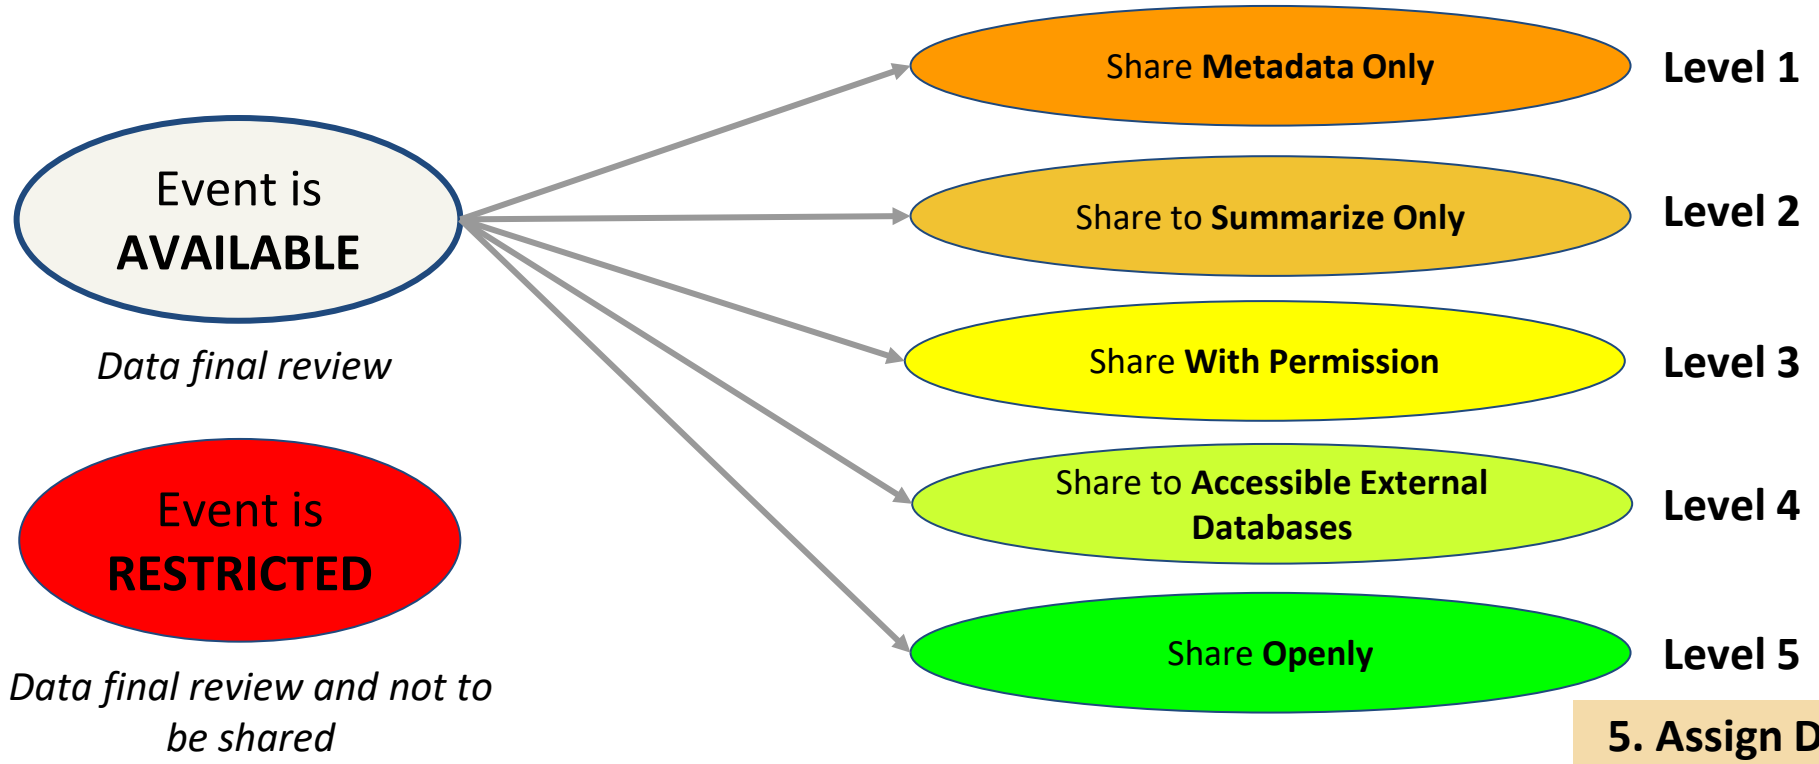 Share Metadata Only
Level 1
Event is
AVAILABLE
Share to Summarize Only
Level 2
Data final review
Share With Permission
Level 3
Event is
RESTRICTED
Share to Accessible External
Databases
Level 4
Share Openly
Level 5
Data final review and not to
be shared
5. Assign D